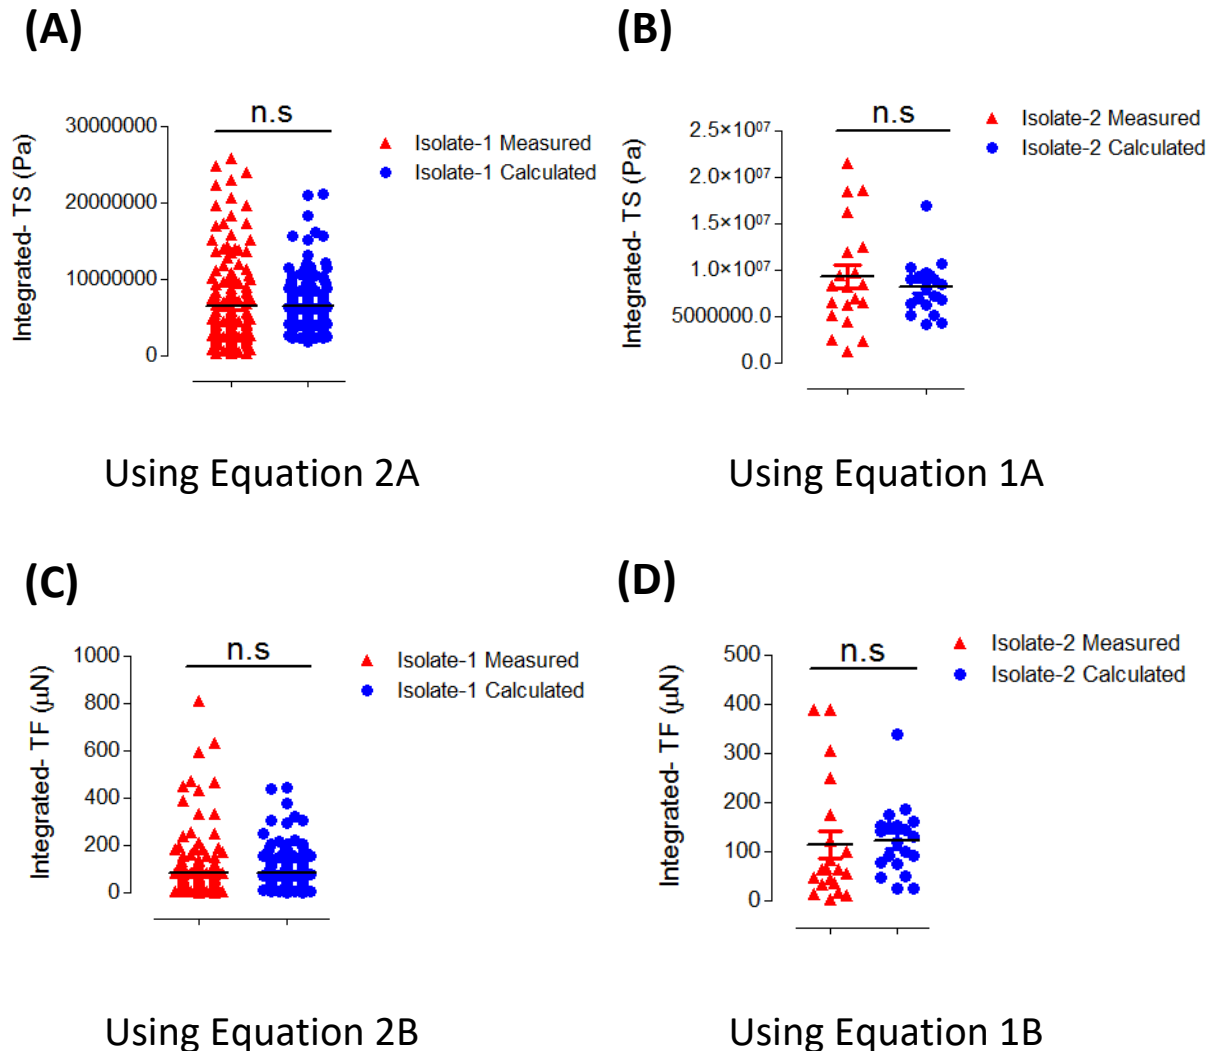 (A)
n.s
Integrated- TS (Pa)
30000000
20000000
10000000
0
Isolate-1 Measured
Isolate-1 Calculated
Using Equation 2A
(B)
n.s
Integrated- TS (Pa)
2.5×10⁰⁷
2.0×10⁰⁷
1.5×10⁰⁷
1.0×10⁰⁷
5000000.0
0.0
Isolate-2 Measured
Isolate-2 Calculated
Using Equation 1A
(C)
n.s
Integrated- TF (µN)
1000
800
600
400
200
0
Isolate-1 Measured
Isolate-1 Calculated
Using Equation 2B
(D)
n.s
Integrated- TF (µN)
500
400
300
200
100
0
Isolate-2 Measured
Isolate-2 Calculated
Using Equation 1B